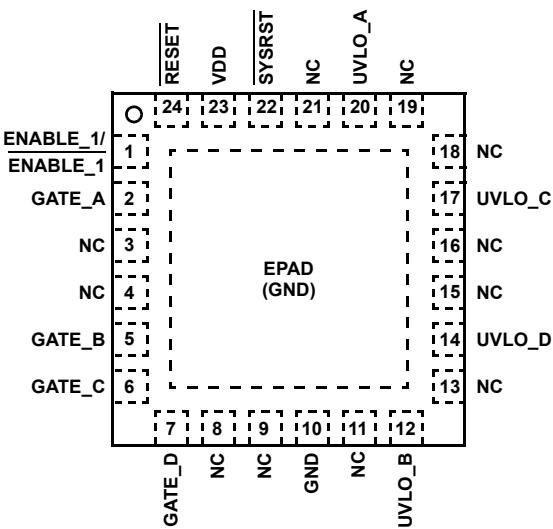 RESET
VDD
SYSRST
NC
UVLO_A
NC
24 23 22 21 20 19
ENABLE_1/
ENABLE_1
1
GATE_A 2
NC 3
NC 4
GATE_B 5
GATE_C 6
EPAD
(GND)
18 NC
17 UVLO_C
16 NC
15 NC
14 UVLO_D
13 NC
7 8 9 10 11 12
GATE_D
NC
NC
GND
NC
UVLO_B